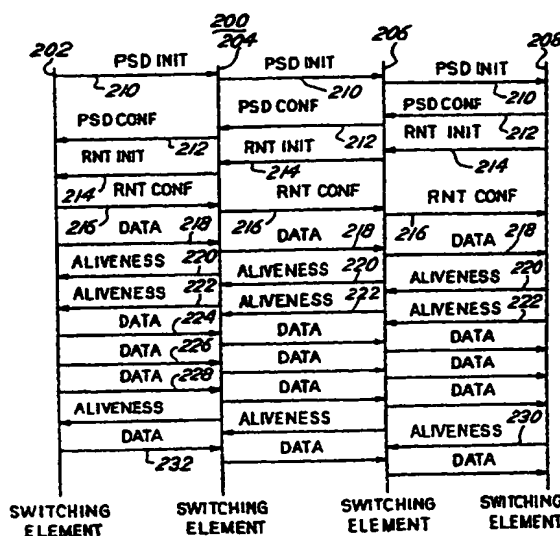 200
202 204 206 208
PSD INIT PSD INIT PSD INIT
210 210 210
PSD CONF PSD CONF PSD CONF
212 212 212
RNT INIT RNT INIT RNT INIT
214 214 214
RNT CONF RNT CONF RNT CONF
216 216 216
DATA 218 DATA 218 DATA 218
ALIVENESS 220 ALIVENESS 220 ALIVENESS 220
ALIVENESS 222 ALIVENESS 222 ALIVENESS 222
DATA 224 DATA DATA
DATA 226 DATA DATA
DATA 228 DATA DATA
ALIVENESS ALIVENESS ALIVENESS 230
DATA DATA DATA
232
SWITCHING SWITCHING SWITCHING SWITCHING
ELEMENT ELEMENT ELEMENT ELEMENT